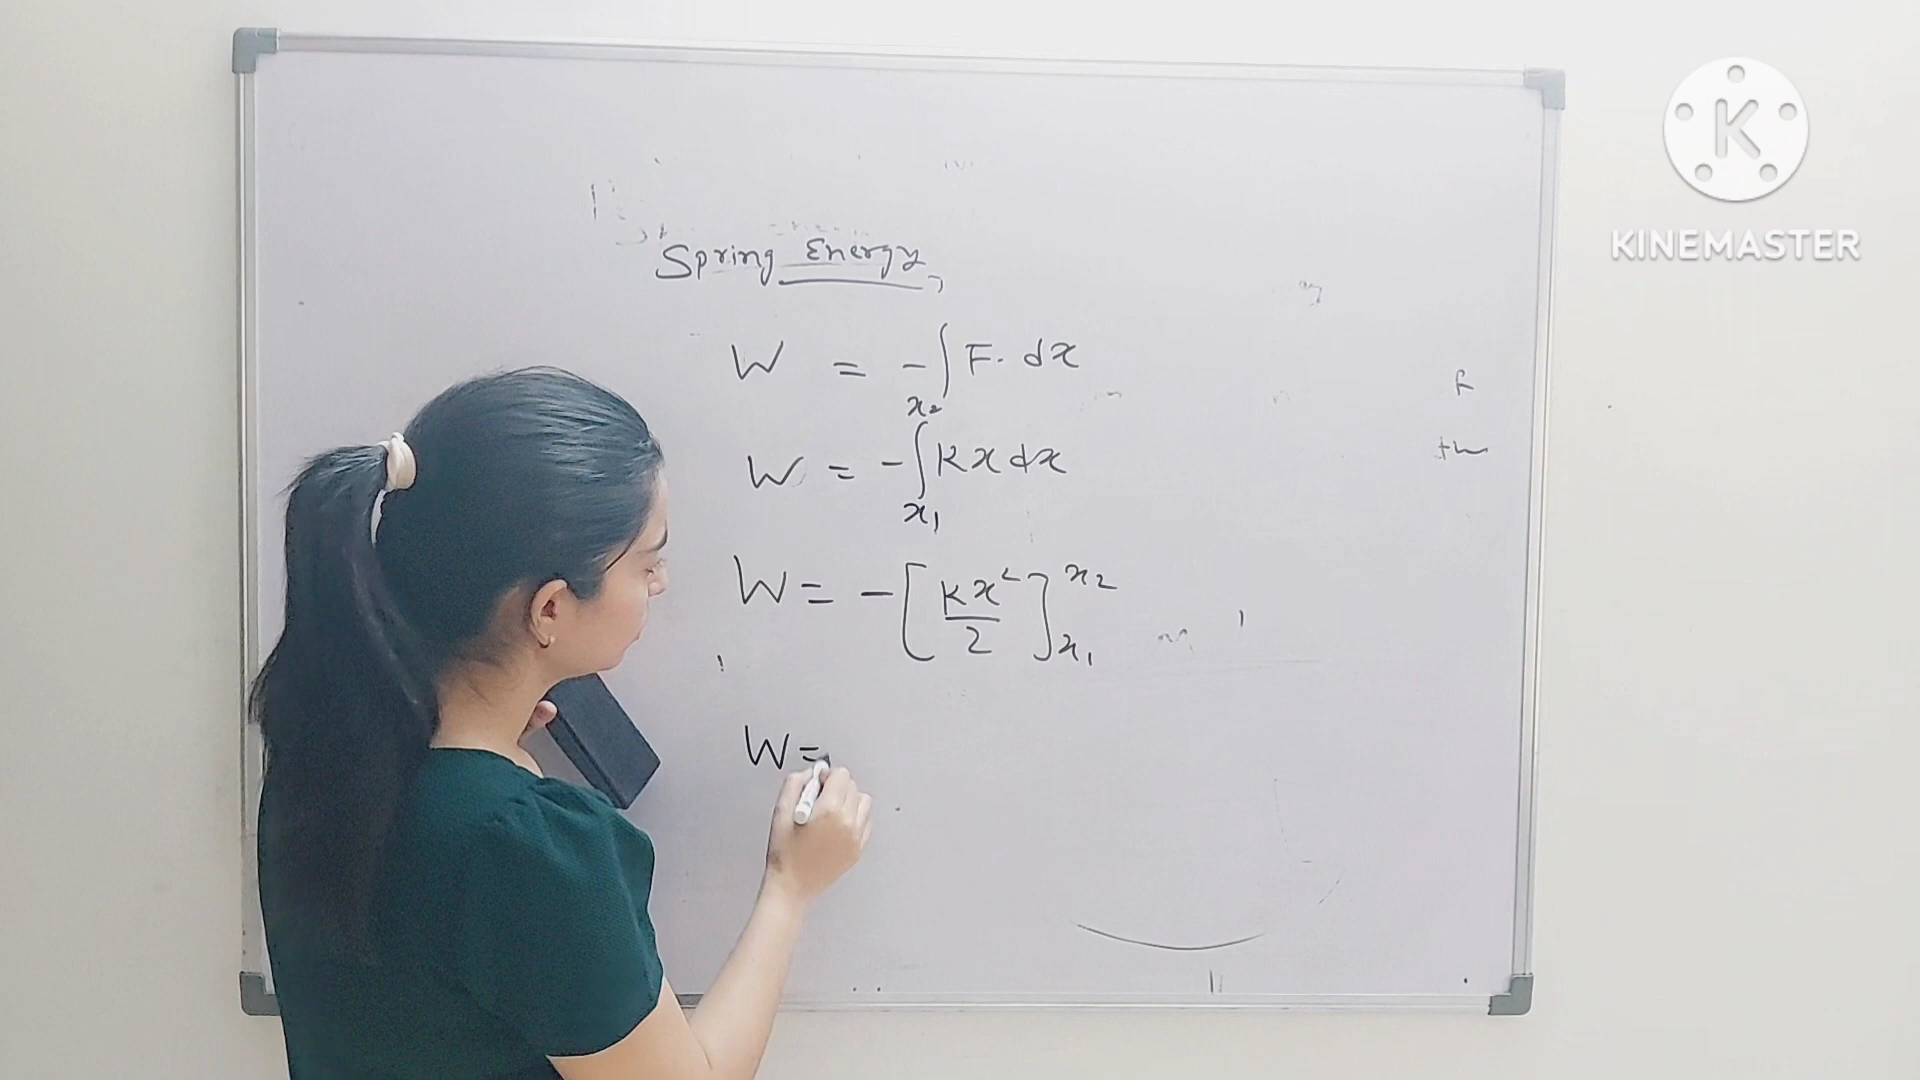 Spring Energy
W = -∫F. dx
W = -∫_{x₁}^{x₂} Kx dx
W = -[kx²/2]_{x₁}^{x₂}
W =
K
KINEMASTER